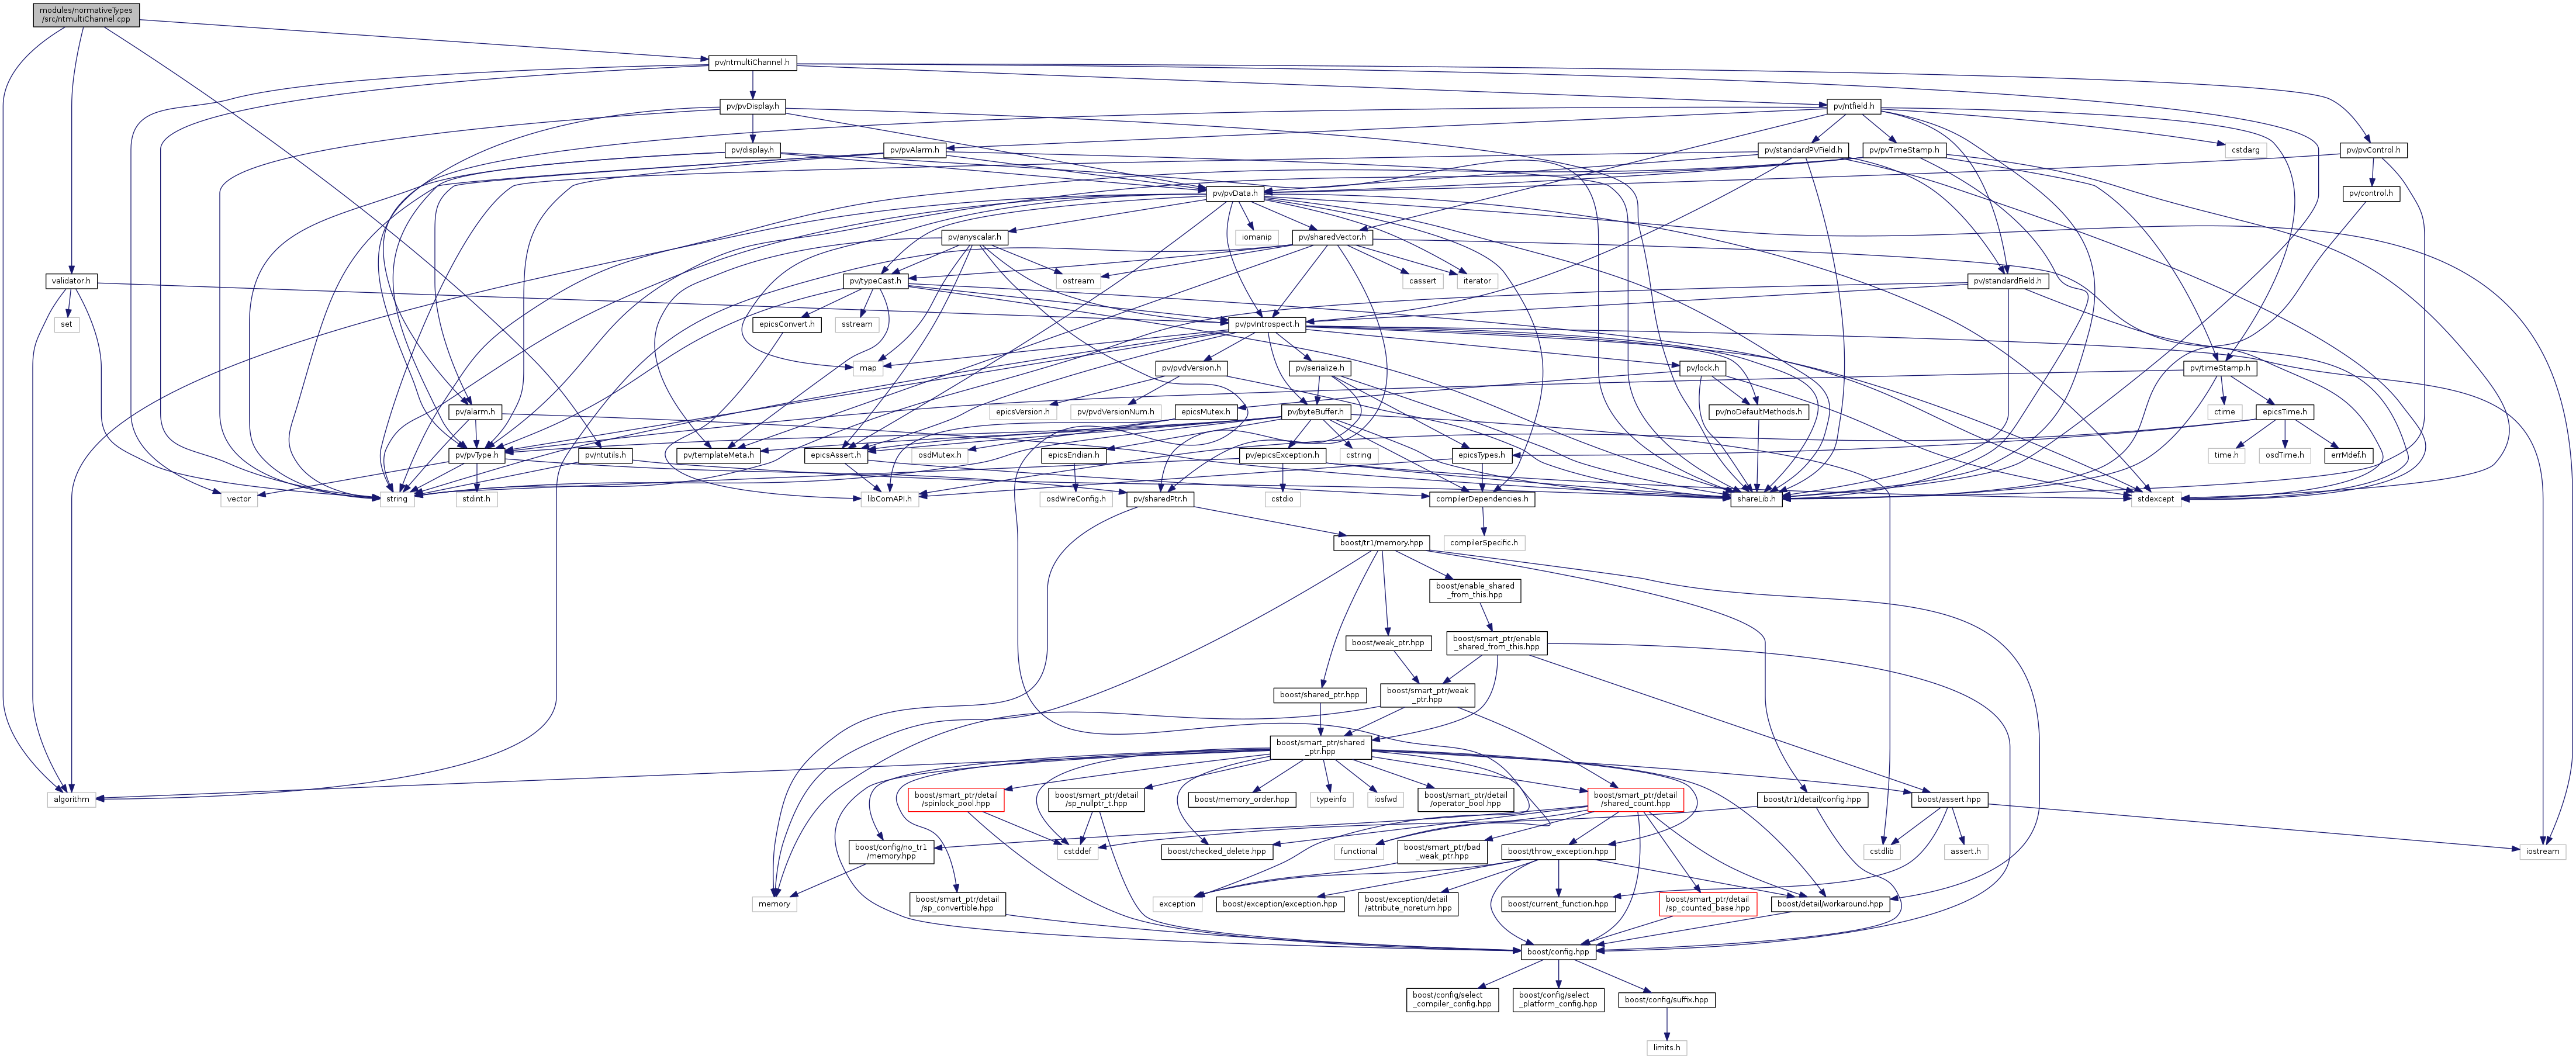 modules/normativeTypes
/src/ntmultiChannel.cpp
pv/ntmultiChannel.h
pv/pvDisplay.h
pv/ntfield.h
pv/display.h
pv/pvAlarm.h
pv/standardPVField.h
pv/pvTimeStamp.h
cstdarg
pv/pvControl.h
pv/pvData.h
pv/control.h
pv/anyscalar.h
iomanip
pv/sharedVector.h
validator.h
pv/typeCast.h
ostream
cassert
iterator
pv/standardField.h
set
epicsConvert.h
sstream
pv/pvIntrospect.h
map
pv/pvdVersion.h
pv/serialize.h
pv/lock.h
pv/timeStamp.h
pv/alarm.h
epicsVersion.h
pv/pvdVersionNum.h
epicsMutex.h
pv/byteBuffer.h
pv/noDefaultMethods.h
ctime
epicsTime.h
pv/pvType.h
pv/ntutils.h
pv/templateMeta.h
epicsAssert.h
osdMutex.h
epicsEndian.h
pv/epicsException.h
cstring
epicsTypes.h
time.h
osdTime.h
errMdef.h
vector
string
stdint.h
libComAPI.h
osdWireConfig.h
pv/sharedPtr.h
cstdio
compilerDependencies.h
shareLib.h
stdexcept
boost/tr1/memory.hpp
compilerSpecific.h
boost/enable_shared
_from_this.hpp
boost/weak_ptr.hpp
boost/smart_ptr/enable
_shared_from_this.hpp
boost/shared_ptr.hpp
boost/smart_ptr/weak
_ptr.hpp
boost/smart_ptr/shared
_ptr.hpp
algorithm
boost/smart_ptr/detail
/spinlock_pool.hpp
boost/smart_ptr/detail
/sp_nullptr_t.hpp
boost/memory_order.hpp
typeinfo
iosfwd
boost/smart_ptr/detail
/operator_bool.hpp
boost/smart_ptr/detail
/shared_count.hpp
boost/tr1/detail/config.hpp
boost/assert.hpp
boost/config/no_tr1
/memory.hpp
cstddef
boost/checked_delete.hpp
functional
boost/smart_ptr/bad
_weak_ptr.hpp
boost/throw_exception.hpp
cstdlib
assert.h
iostream
memory
boost/smart_ptr/detail
/sp_convertible.hpp
exception
boost/exception/exception.hpp
boost/exception/detail
/attribute_noreturn.hpp
boost/current_function.hpp
boost/smart_ptr/detail
/sp_counted_base.hpp
boost/detail/workaround.hpp
boost/config.hpp
boost/config/select
_compiler_config.hpp
boost/config/select
_platform_config.hpp
boost/config/suffix.hpp
limits.h